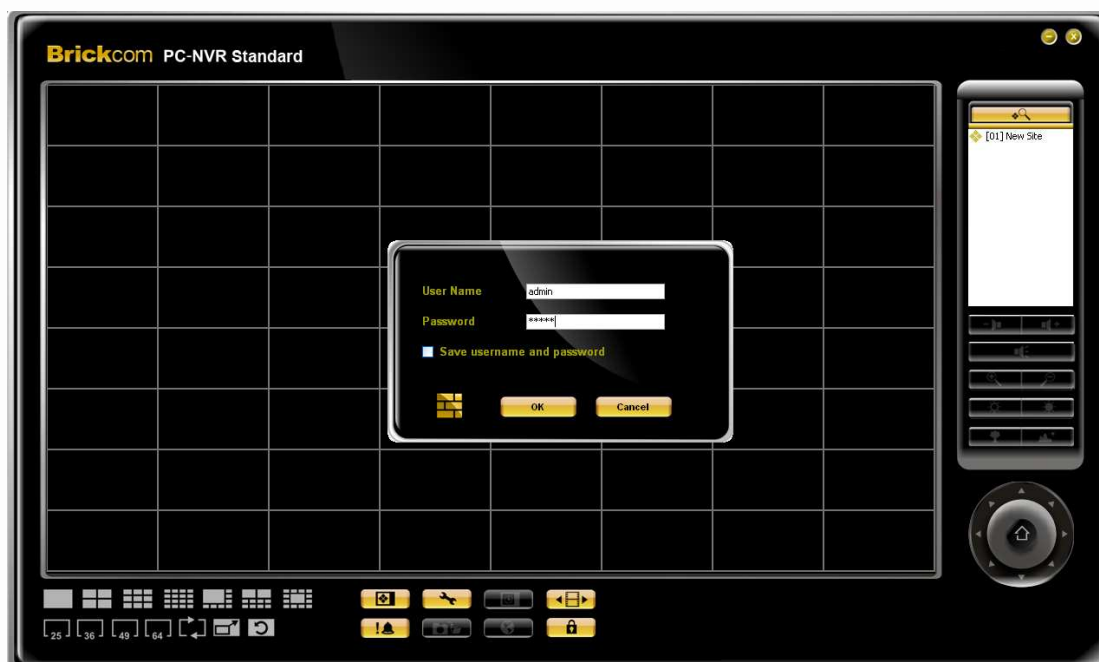 Brickcom PC-NVR Standard
[01] New Site
User Name admin
Password *****
Save username and password
OK Cancel
25 36 49 64